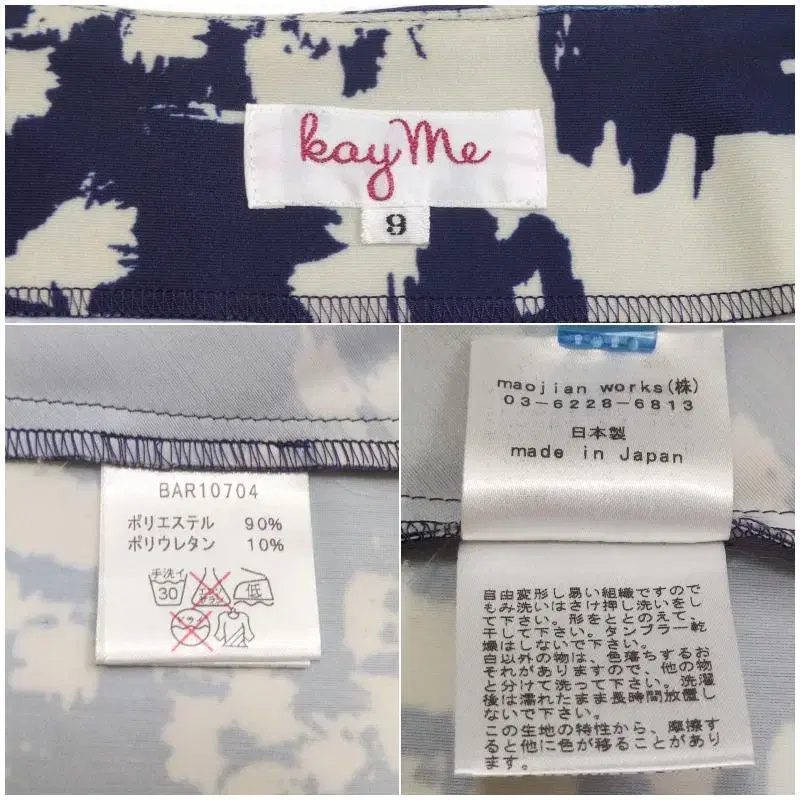 kay me
9
BAR10704
ポリエステル 90%
ポリウレタン 10%
手洗イ
30
低
maojian works(株)
03-6228-6813
日本製
made in Japan
自由変形し易い組織ですので
もみ洗いはさけ押し洗いをし
て下さい。形をととのえて、
干して下さい。タンブラー乾
燥はしないで下さい。
白以外の物は、色落ちするお
それがありますので、他の物
と分けて洗って下さい。洗濯
後は濡れたまま長時間放置し
ないで下さい。
この生地の特性から、摩擦す
ると他に色が移ることがあり
ます。